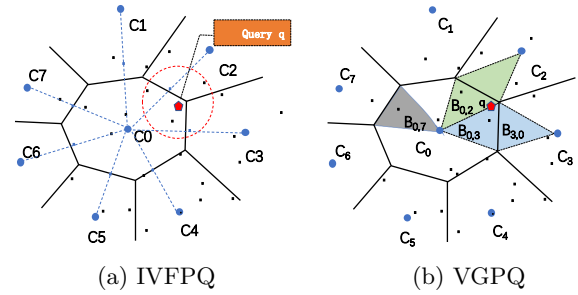 C1
Query q
C7
C2
C0
C6
C3
C5
C4
(a) IVFPQ
C1
C7
C2
B0,2
q
B0,7
B0,3
B3,0
C0
C6
C3
C5
C4
(b) VGPQ